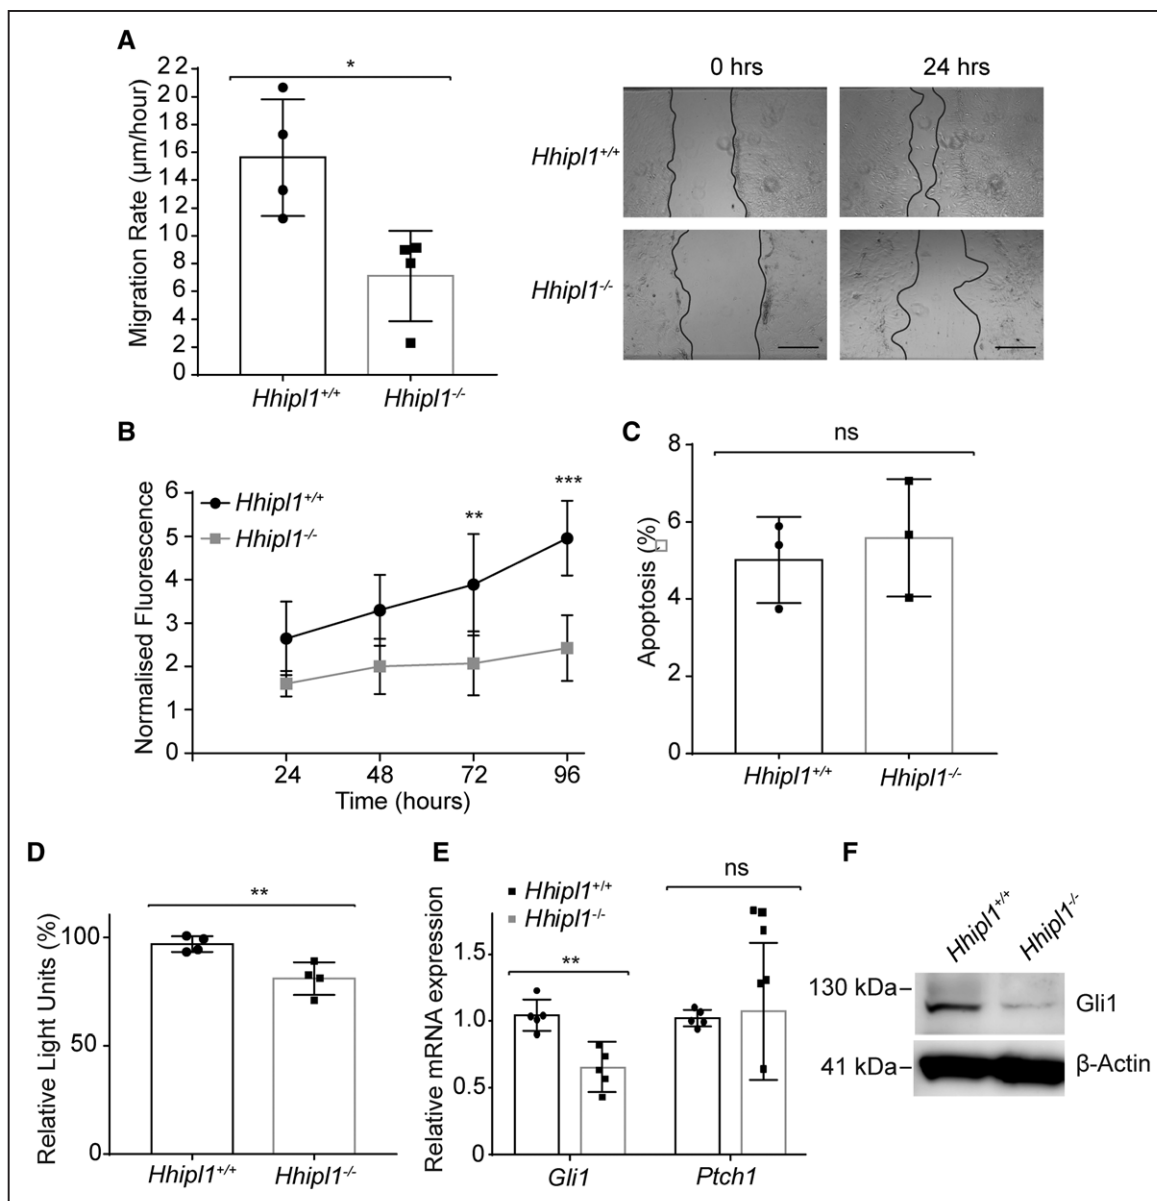 A
Migration Rate (µm/hour)
22
20
18
16
14
12
10
8
6
4
2
0
*
Hhipl1+/+
Hhipl1-/-
0 hrs
24 hrs
Hhipl1+/+
Hhipl1-/-
B
Normalised Fluorescence
6
5
4
3
2
1
0
Hhipl1+/+
Hhipl1-/-
**
***
24
48
72
96
Time (hours)
C
Apoptosis (%)
8
6
4
2
0
ns
Hhipl1+/+
Hhipl1-/-
D
Relative Light Units (%)
100
50
0
**
Hhipl1+/+
Hhipl1-/-
E
Relative mRNA expression
1.5
1.0
0.5
0
Hhipl1+/+
Hhipl1-/-
**
ns
Gli1
Ptch1
F
Hhipl1+/+
Hhipl1-/-
130 kDa
Gli1
41 kDa
β-Actin